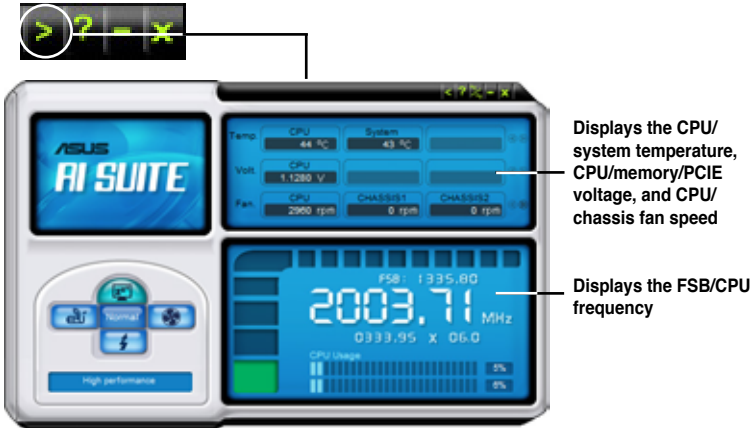 > ? - x
< ? - x
ASUS
AI SUITE
Temp.
CPU
System
44 ºC
43 ºC
Volt.
CPU
1.1280 V
Fan.
CPU
CHASSIS1
CHASSIS2
2960 rpm
0 rpm
0 rpm
Displays the CPU/
system temperature,
CPU/memory/PCIE
voltage, and CPU/
chassis fan speed
Normal
High performance
FSB: 1335.80
2003.71 MHz
0333.95 x 06.0
CPU Usage
5%
6%
Displays the FSB/CPU
frequency